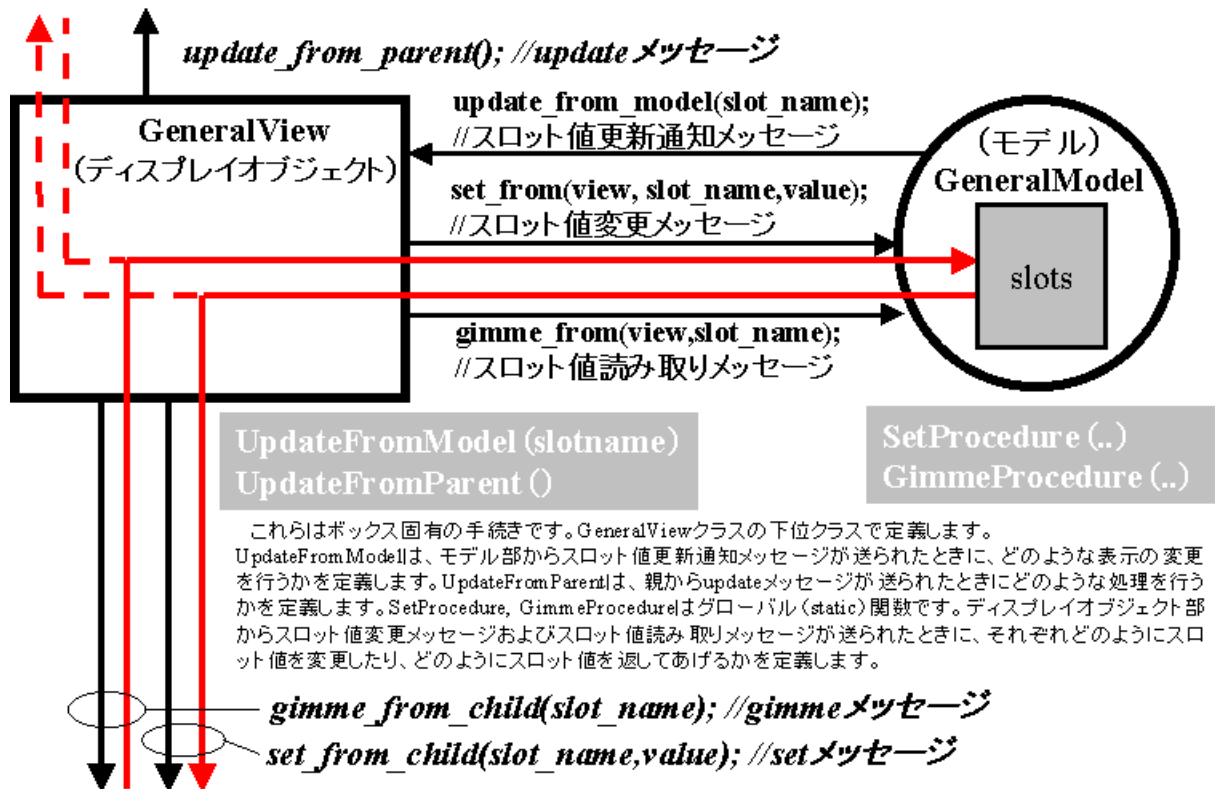 update_from_parent(); //updateメッセージ
GeneralView
(ディスプレイオブジェクト)
update_from_model(slot_name);
//スロット値更新通知メッセージ
set_from(view, slot_name,value);
//スロット値変更メッセージ
gimme_from(view,slot_name);
//スロット値読み取りメッセージ
(モデル)
GeneralModel
slots
UpdateFromModel(slotname)
UpdateFromParent()
SetProcedure(..)
GimmeProcedure(..)
これらはボックス固有の手続きです。GeneralViewクラスの下位クラスで定義します。
UpdateFromModelは、モデル部からスロット値更新通知メッセージが送られたときに、どのような表示の変更
を行うかを定義します。UpdateFromParentは、親からupdateメッセージが送られたときにどのような処理を行う
かを定義します。SetProcedure, GimmeProcedureはグローバル(static)関数です。ディスプレイオブジェクト部
からスロット値変更メッセージおよびスロット値読み取りメッセージが送られたときに、それぞれどのようにスロ
ット値を変更したり、どのようにスロット値を返してあげるかを定義します。
gimme_from_child(slot_name); //gimmeメッセージ
set_from_child(slot_name,value); //setメッセージ